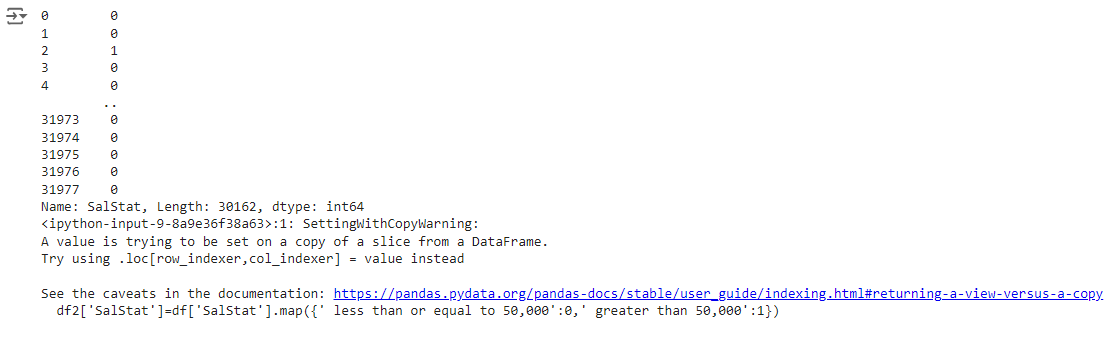 0        0
1        0
2        1
3        0
4        0
        ..
31973    0
31974    0
31975    0
31976    0
31977    0
Name: SalStat, Length: 30162, dtype: int64
<ipython-input-9-8a9e36f38a63>:1: SettingWithCopyWarning:
A value is trying to be set on a copy of a slice from a DataFrame.
Try using .loc[row_indexer,col_indexer] = value instead

See the caveats in the documentation: https://pandas.pydata.org/pandas-docs/stable/user_guide/indexing.html#returning-a-view-versus-a-copy
  df2['SalStat']=df['SalStat'].map({' less than or equal to 50,000':0,' greater than 50,000':1})